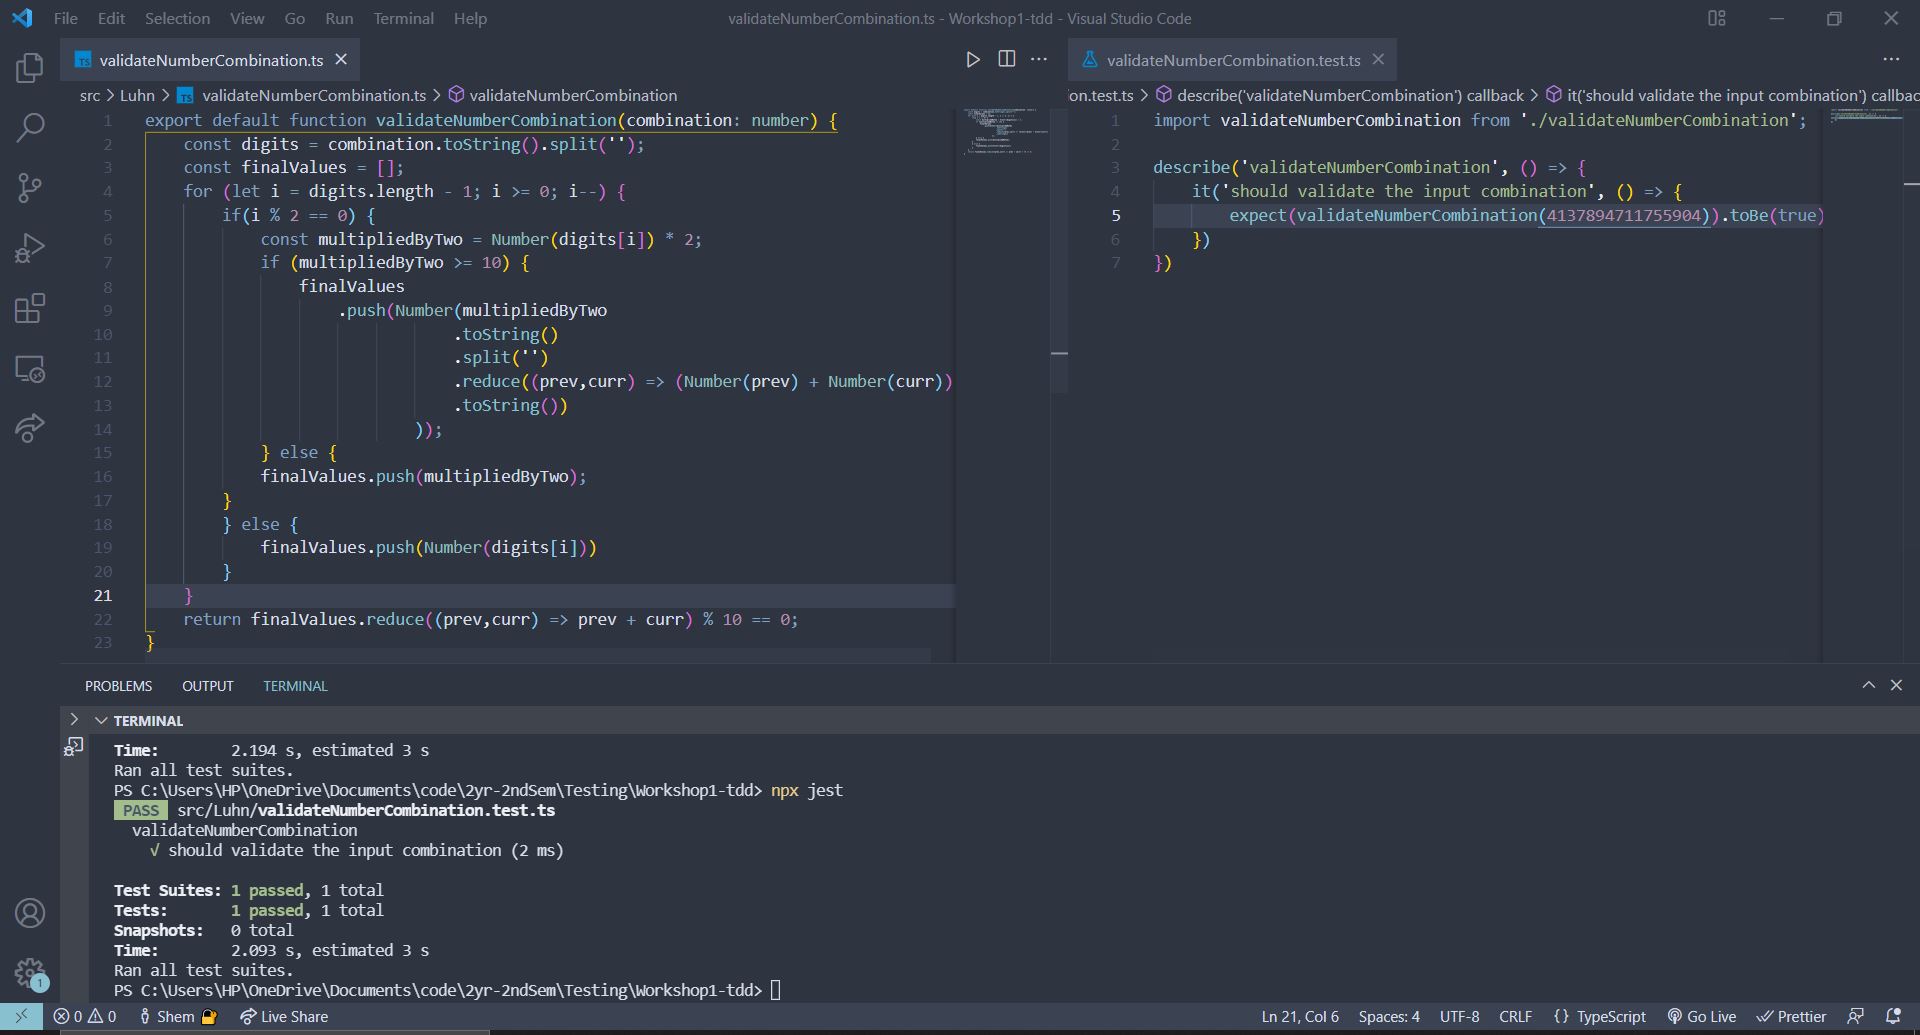 File Edit Selection View Go Run Terminal Help
validateNumberCombination.ts - Workshop1-tdd - Visual Studio Code
validateNumberCombination.ts
src > Luhn > validateNumberCombination.ts > validateNumberCombination
1 export default function validateNumberCombination(combination: number) {
2 const digits = combination.toString().split('');
3 const finalValues = [];
4 for (let i = digits.length - 1; i >= 0; i--) {
5 if(i % 2 == 0) {
6 const multipliedByTwo = Number(digits[i]) * 2;
7 if (multipliedByTwo >= 10) {
8 finalValues
9 .push(Number(multipliedByTwo
10 .toString()
11 .split('')
12 .reduce((prev,curr) => (Number(prev) + Number(curr))
13 .toString())
14 ));
15 } else {
16 finalValues.push(multipliedByTwo);
17 }
18 } else {
19 finalValues.push(Number(digits[i]))
20 }
21 }
22 return finalValues.reduce((prev,curr) => prev + curr) % 10 == 0;
23 }
validateNumberCombination.test.ts
on.test.ts > describe('validateNumberCombination') callback > it('should validate the input combination') callbac
1 import validateNumberCombination from './validateNumberCombination';
2
3 describe('validateNumberCombination', () => {
4 it('should validate the input combination', () => {
5 expect(validateNumberCombination(4137894711755904)).toBe(true)
6 })
7 })
PROBLEMS OUTPUT TERMINAL
TERMINAL
Time: 2.194 s, estimated 3 s
Ran all test suites.
PS C:\Users\HP\OneDrive\Documents\code\2yr-2ndSem\Testing\Workshop1-tdd> npx jest
PASS src/Luhn/validateNumberCombination.test.ts
validateNumberCombination
√ should validate the input combination (2 ms)
Test Suites: 1 passed, 1 total
Tests: 1 passed, 1 total
Snapshots: 0 total
Time: 2.093 s, estimated 3 s
Ran all test suites.
PS C:\Users\HP\OneDrive\Documents\code\2yr-2ndSem\Testing\Workshop1-tdd>
1
0 0 Shem Live Share Ln 21, Col 6 Spaces: 4 UTF-8 CRLF {} TypeScript Go Live Prettier